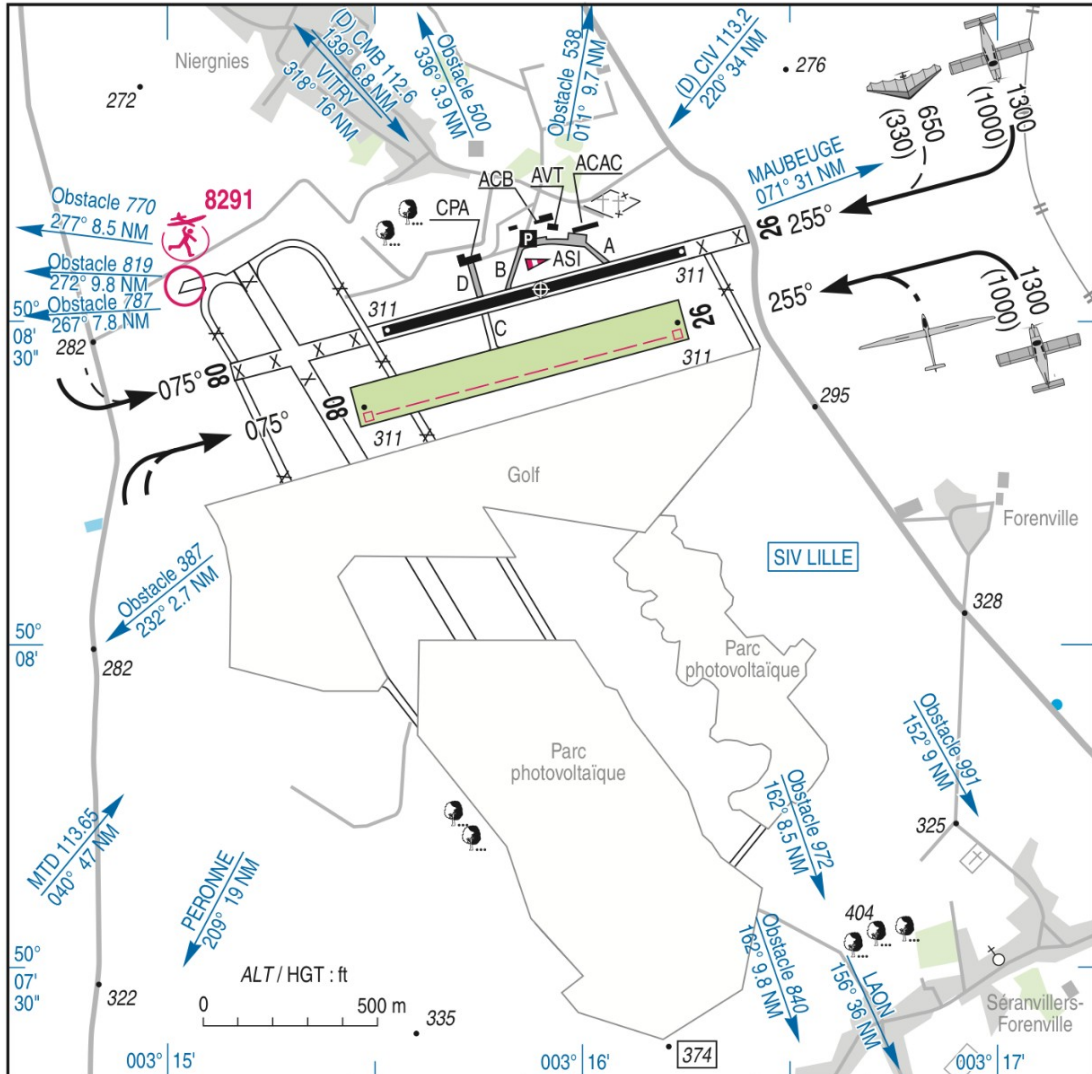 Niergnies
272
(D) CMB 112.6
139° 6.8 NM
VITRY
318° 16 NM
Obstacle 500
336° 3.9 NM
Obstacle 538
011° 9.7 NM
(D) CIV 113.2
220° 34 NM
276
650
(330)
1300
(1000)
MAUBEUGE
071° 31 NM
26
255°
255°
1300
(1000)
Obstacle 770
277° 8.5 NM
8291
Obstacle 819
272° 9.8 NM
Obstacle 787
267° 7.8 NM
50°
08'
30"
282
ACB
AVT
ACAC
CPA
P
ASI
A
B
D
C
311
311
075°
08
08
26
311
311
075°
295
Golf
Forenville
SIV LILLE
328
Obstacle 387
232° 2.7 NM
50°
08'
282
Parc
photovoltaïque
Parc
photovoltaïque
Obstacle 991
152° 9 NM
Obstacle 972
162° 8.5 NM
325
MTD 113.65
040° 47 NM
PERONNE
209° 19 NM
404
Obstacle 840
162° 9.8 NM
LAON
156° 36 NM
50°
07'
30"
322
ALT / HGT : ft
0
500 m
335
374
Séranvillers-
Forenville
003° 15'
003° 16'
003° 17'